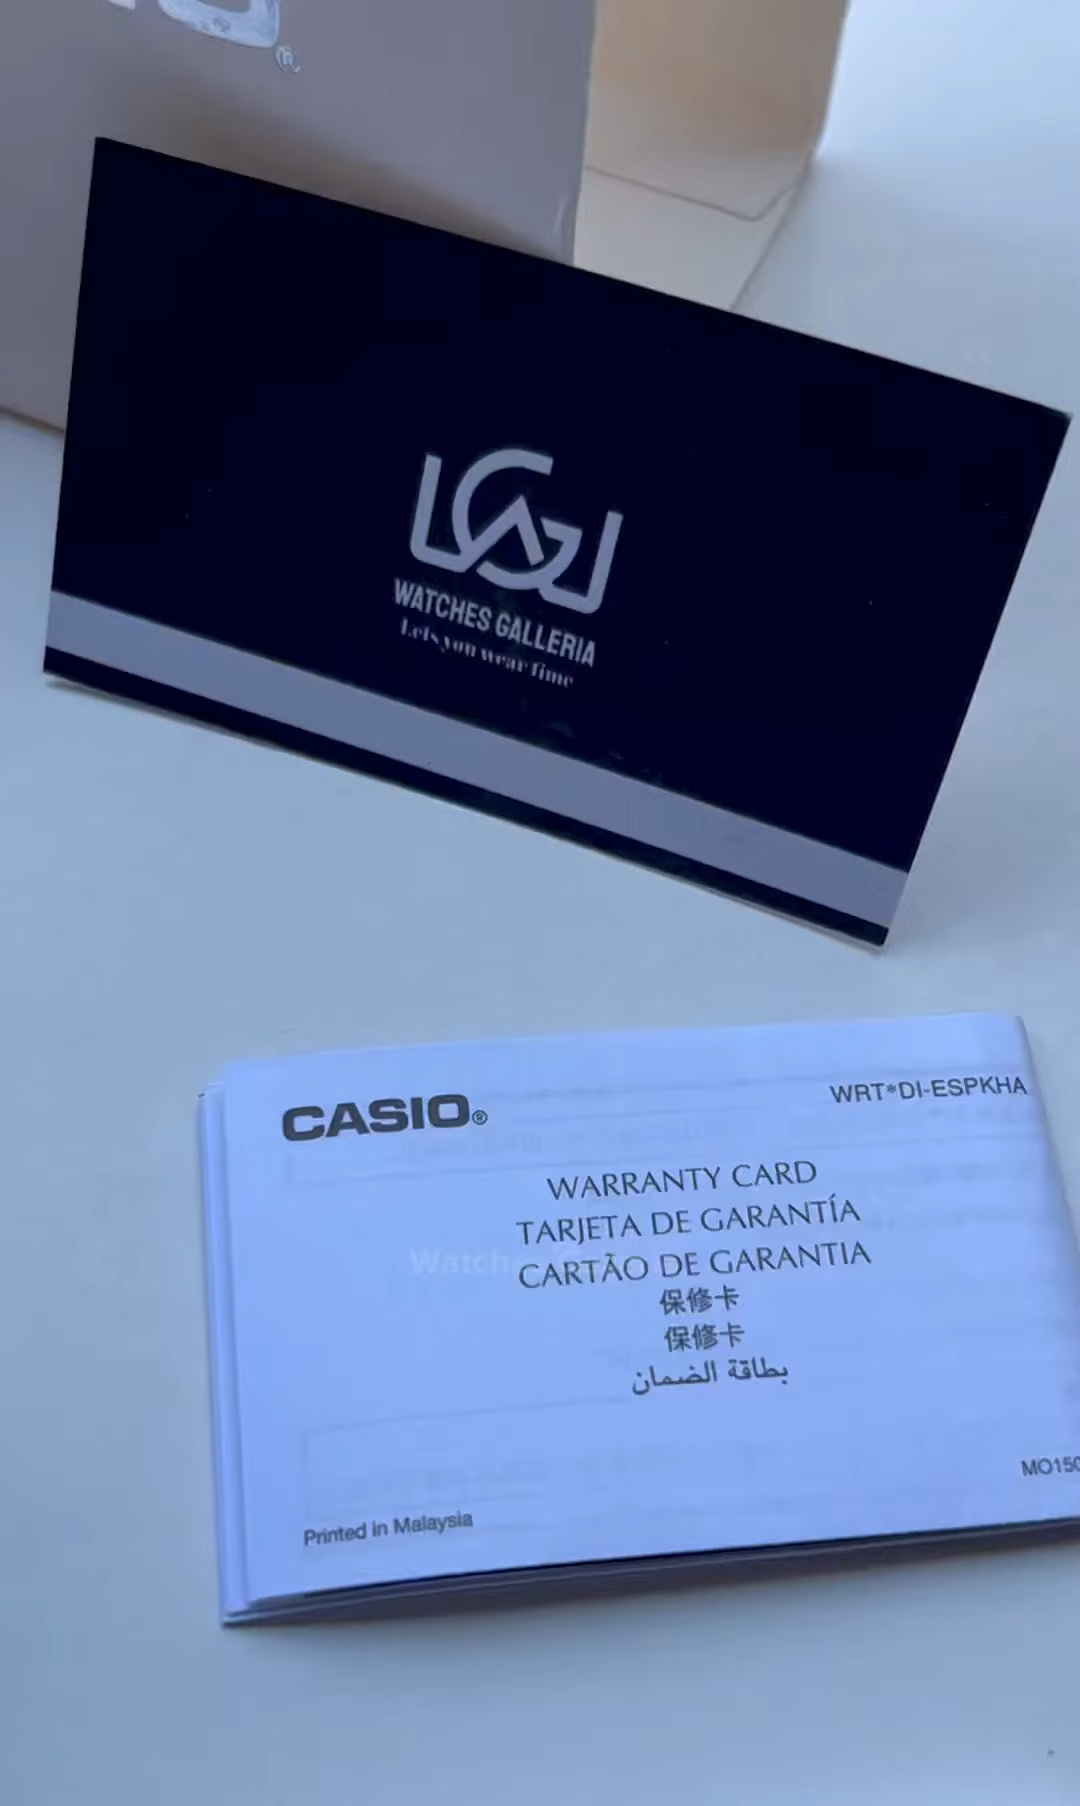 WATCHES GALLERIA
Lets you wear time
CASIO®
WRT*DI-ESPKHA
WARRANTY CARD
TARJETA DE GARANTÍA
CARTÃO DE GARANTIA
保修卡
保修卡
بطاقة الضمان
MO150
Printed in Malaysia